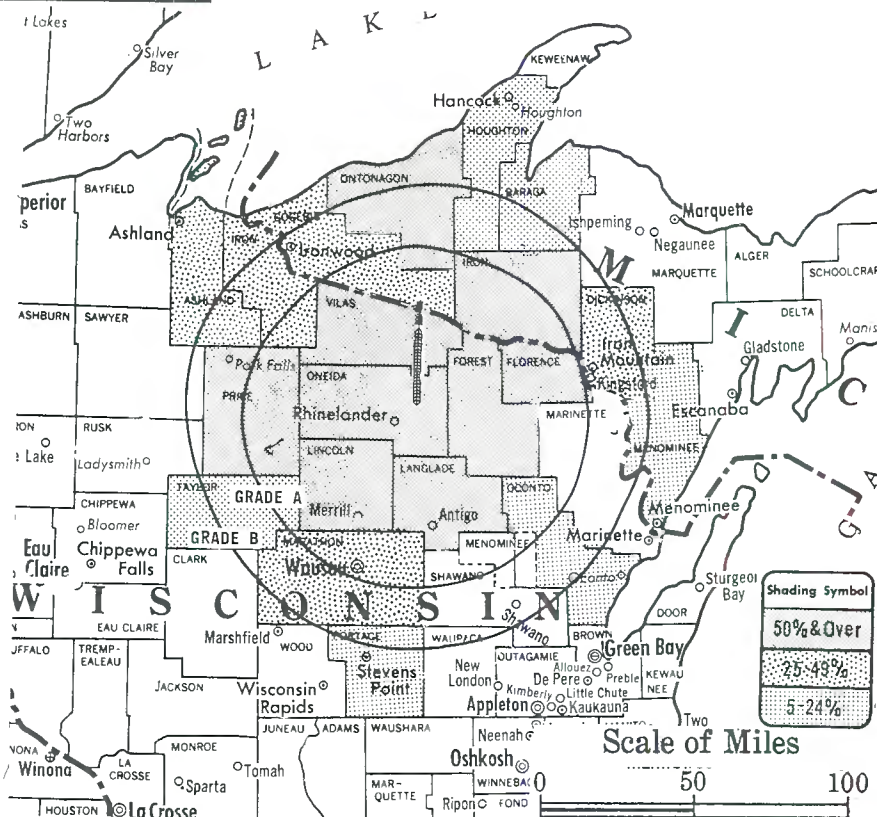 t Lakes
LAKE
Silver
Bay
KEWEENAW
Hancock
Houghton
Two
Harbors
HOUGHTON
ONTONAGON
BAYFIELD
BARAGA
perior
Marquette
Ishpeming
Negaunee
Ashland
IRON
Ironwood
MARQUETTE
ALGER
SCHOOLCRAF
M
I
C
IRON
DICKINSON
DELTA
ASHLAND
VILAS
ASHBURN
SAWYER
Manis
Iron
Mountain
Kingsford
Gladstone
Park Falls
FOREST
FLORENCE
ONEIDA
PRICE
Escanaba
Rhinelander
MARINETTE
RUSK
e Lake
Ladysmith
LINCOLN
MENOMINEE
LANGLADE
TAYLOR
OCONTO
GRADE A
CHIPPEWA
Merrill
Bloomer
Antigo
Menominee
GRADE B
MARATHON
MENOMINEE
Marinette
Eau
Claire
Chippewa
Falls
CLARK
Wausau
SHAWANO
Oconto
Sturgeo
Bay
G
A
WISCONSIN
DOOR
Shawano
EAU CLAIRE
Marshfield
WOOD
PORTAGE
WAUPACA
BROWN
Green Bay
UFFALO
TREMP-
EALEAU
Stevens
Point
OUTAGAMIE
Allouez
New
London
De Pere
Preble
KEWAU
NEE
JACKSON
Wisconsin
Rapids
Kimberly
Little Chute
Appleton
Kaukauna
Two
JUNEAU
ADAMS
WAUSHARA
Neenah
MONROE
Oshkosh
NONA
Winona
LA
CROSSE
Tomah
Sparta
MAR-
QUETTE
WINNEBAG
HOUSTON
La Crosse
Ripon
FOND
Shading Symbol
50% & Over
25-49%
5-24%
Scale of Miles
0
50
100